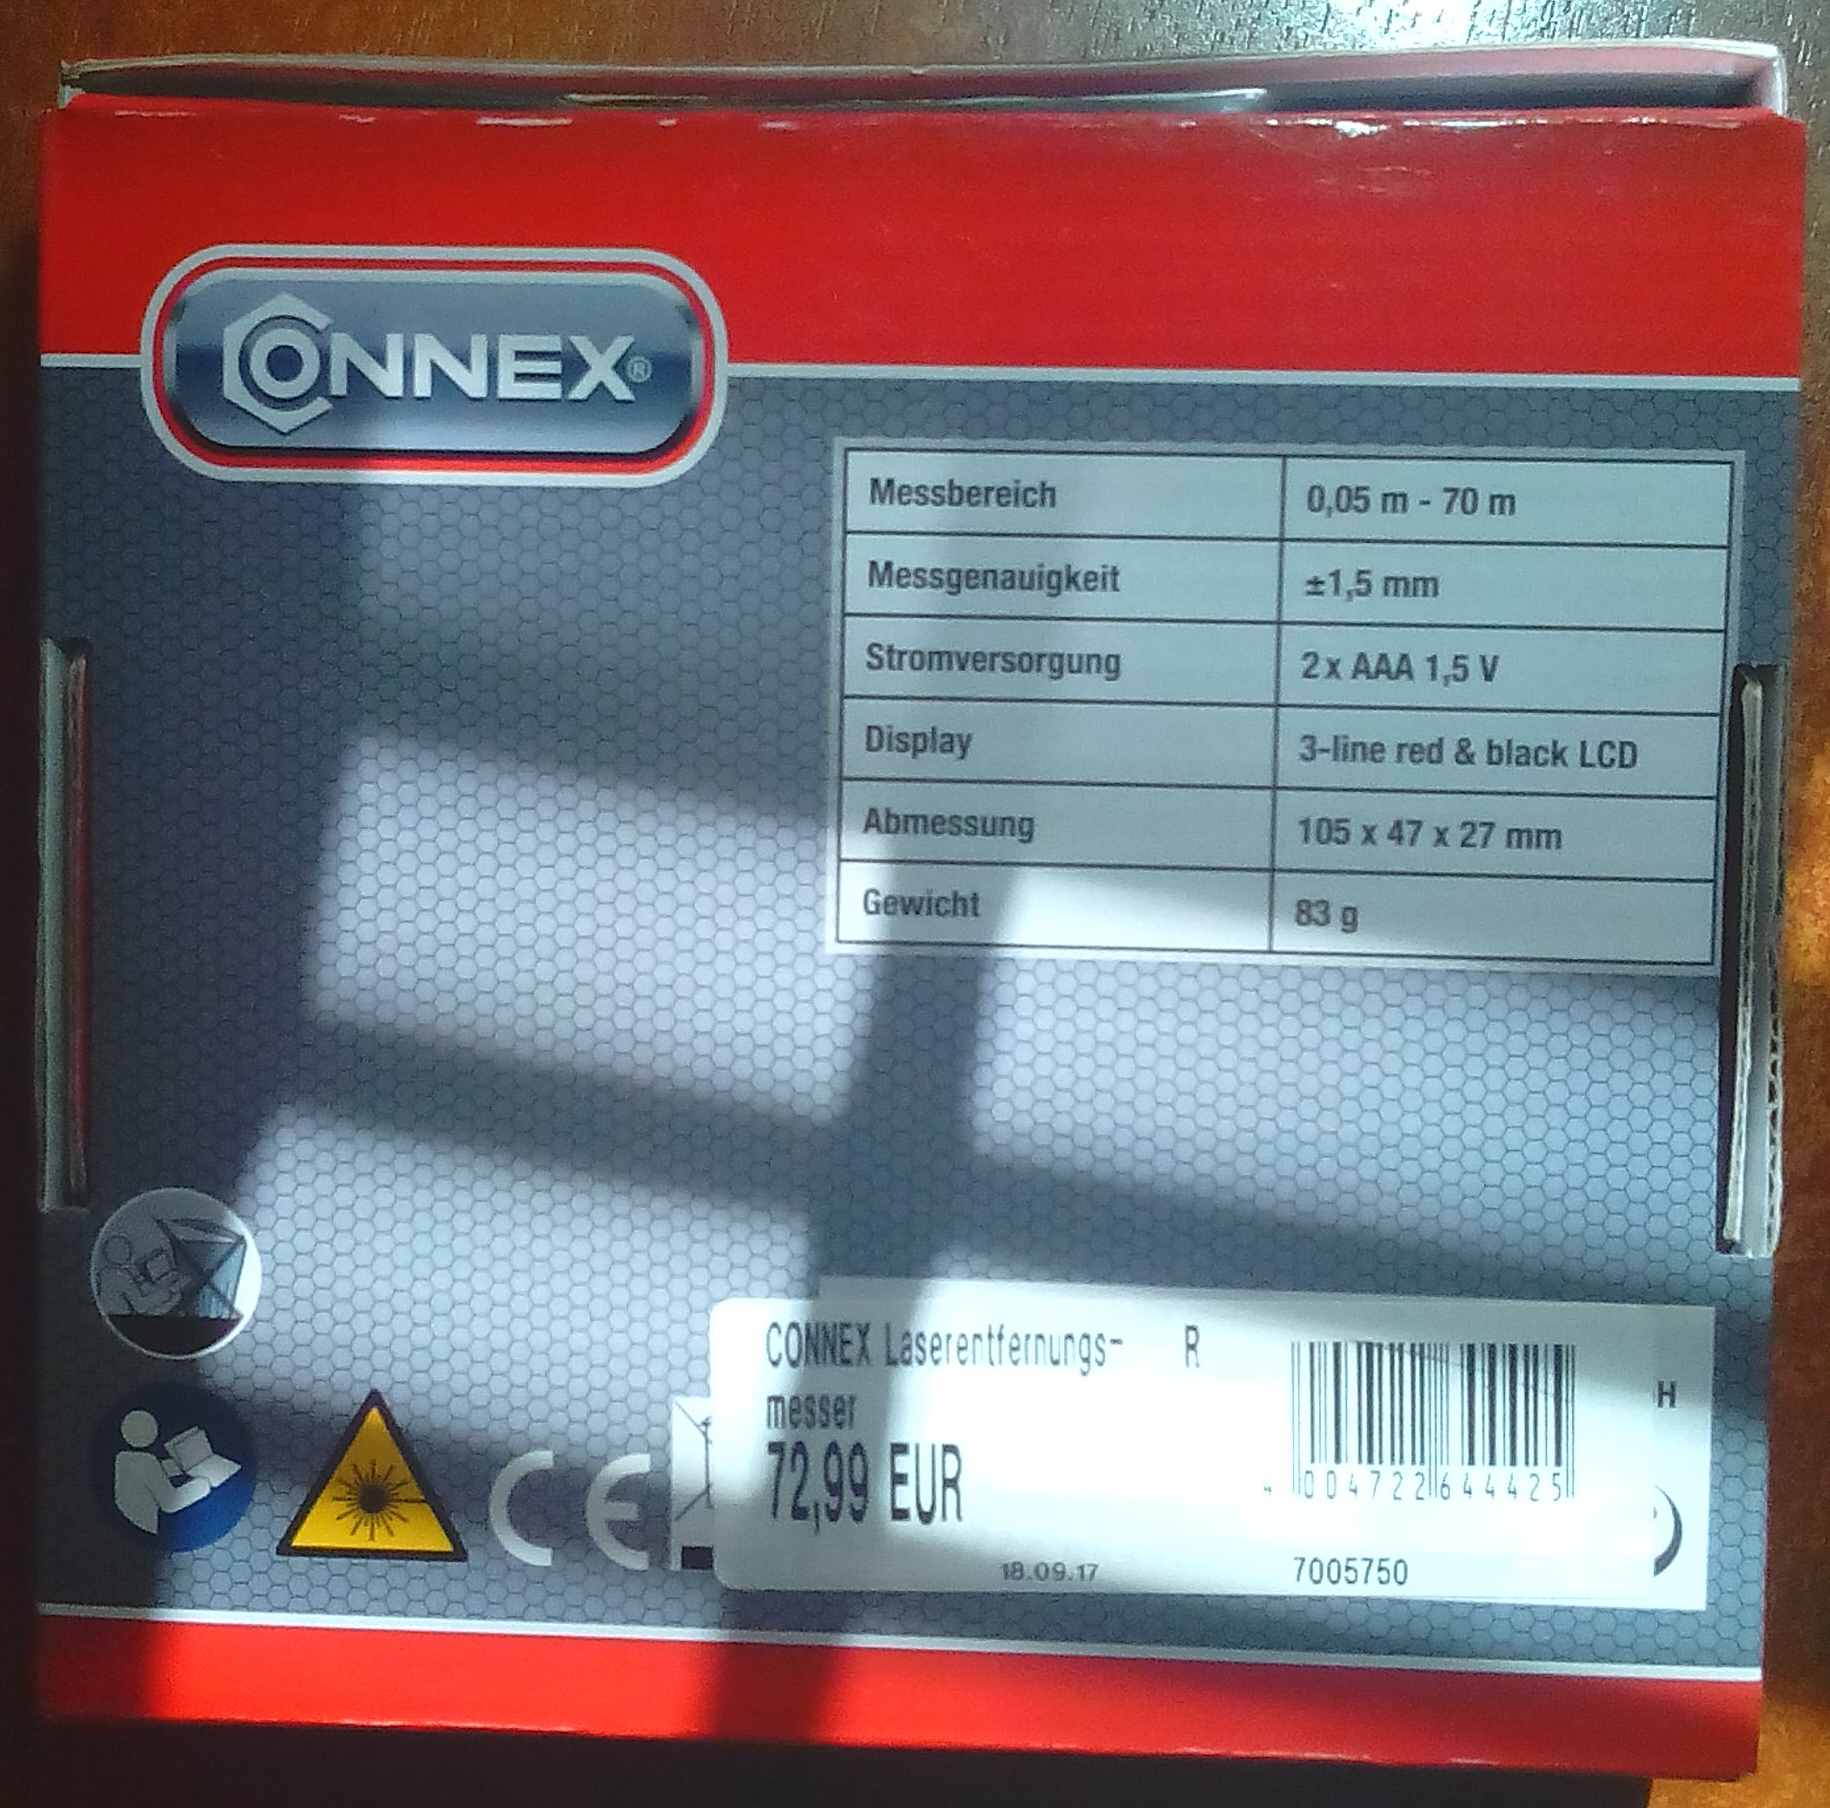 CONNEX®
Messbereich 0,05 m - 70 m
Messgenauigkeit ±1,5 mm
Stromversorgung 2x AAA 1,5 V
Display 3-line red & black LCD
Abmessung 105 x 47 x 27 mm
Gewicht 83 g
CONNEX Laserentfernungs- R
messer
72,99 EUR
H
4 004722 644425
18.09.17 7005750
CE